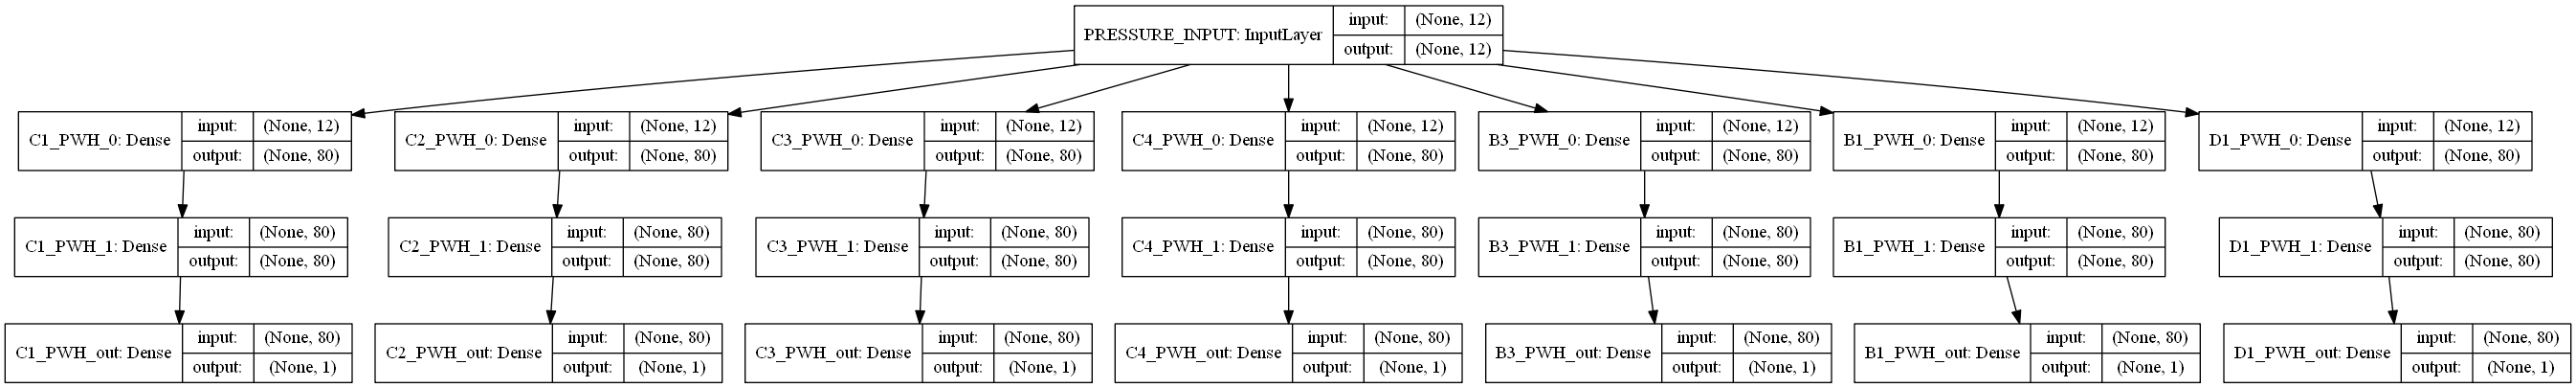 PRESSURE_INPUT: InputLayer
input: (None, 12)
output: (None, 12)
C1_PWH_0: Dense
input: (None, 12)
output: (None, 80)
C2_PWH_0: Dense
input: (None, 12)
output: (None, 80)
C3_PWH_0: Dense
input: (None, 12)
output: (None, 80)
C4_PWH_0: Dense
input: (None, 12)
output: (None, 80)
B3_PWH_0: Dense
input: (None, 12)
output: (None, 80)
B1_PWH_0: Dense
input: (None, 12)
output: (None, 80)
D1_PWH_0: Dense
input: (None, 12)
output: (None, 80)
C1_PWH_1: Dense
input: (None, 80)
output: (None, 80)
C2_PWH_1: Dense
input: (None, 80)
output: (None, 80)
C3_PWH_1: Dense
input: (None, 80)
output: (None, 80)
C4_PWH_1: Dense
input: (None, 80)
output: (None, 80)
B3_PWH_1: Dense
input: (None, 80)
output: (None, 80)
B1_PWH_1: Dense
input: (None, 80)
output: (None, 80)
D1_PWH_1: Dense
input: (None, 80)
output: (None, 80)
C1_PWH_out: Dense
input: (None, 80)
output: (None, 1)
C2_PWH_out: Dense
input: (None, 80)
output: (None, 1)
C3_PWH_out: Dense
input: (None, 80)
output: (None, 1)
C4_PWH_out: Dense
input: (None, 80)
output: (None, 1)
B3_PWH_out: Dense
input: (None, 80)
output: (None, 1)
B1_PWH_out: Dense
input: (None, 80)
output: (None, 1)
D1_PWH_out: Dense
input: (None, 80)
output: (None, 1)